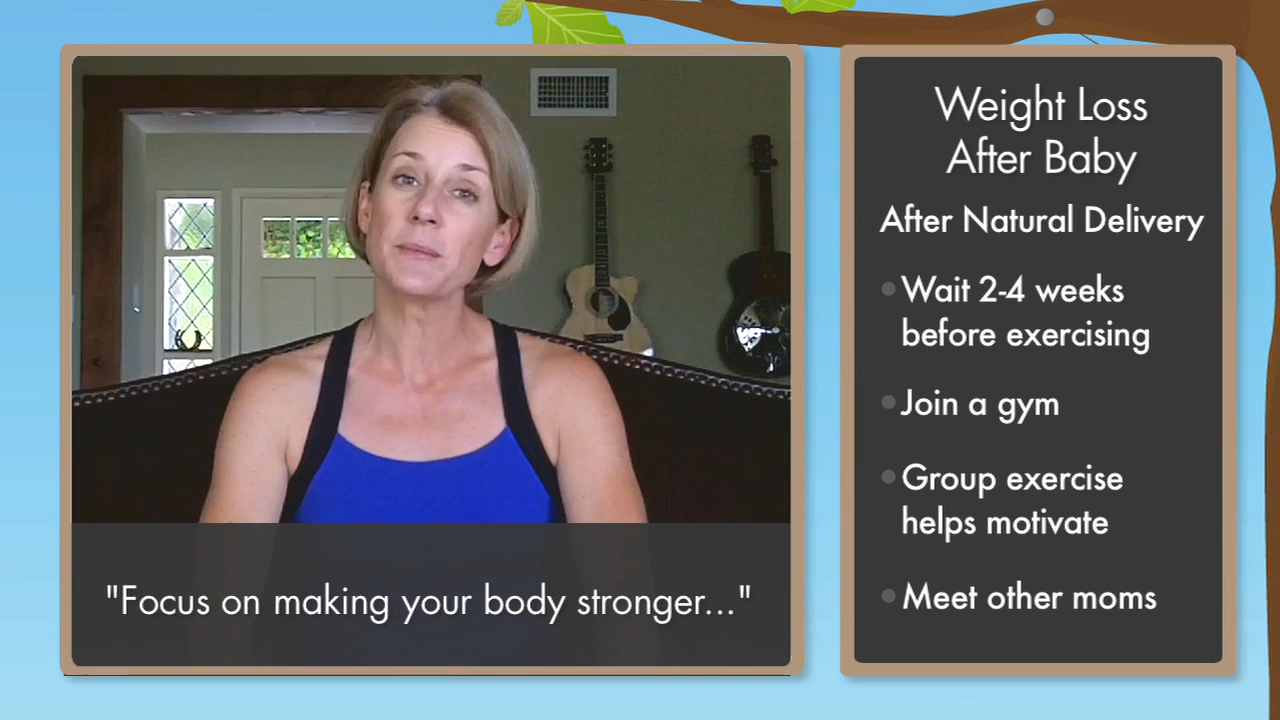 Weight Loss
After Baby
After Natural Delivery
Wait 2-4 weeks
before exercising
Join a gym
Group exercise
helps motivate
Meet other moms
"Focus on making your body stronger..."